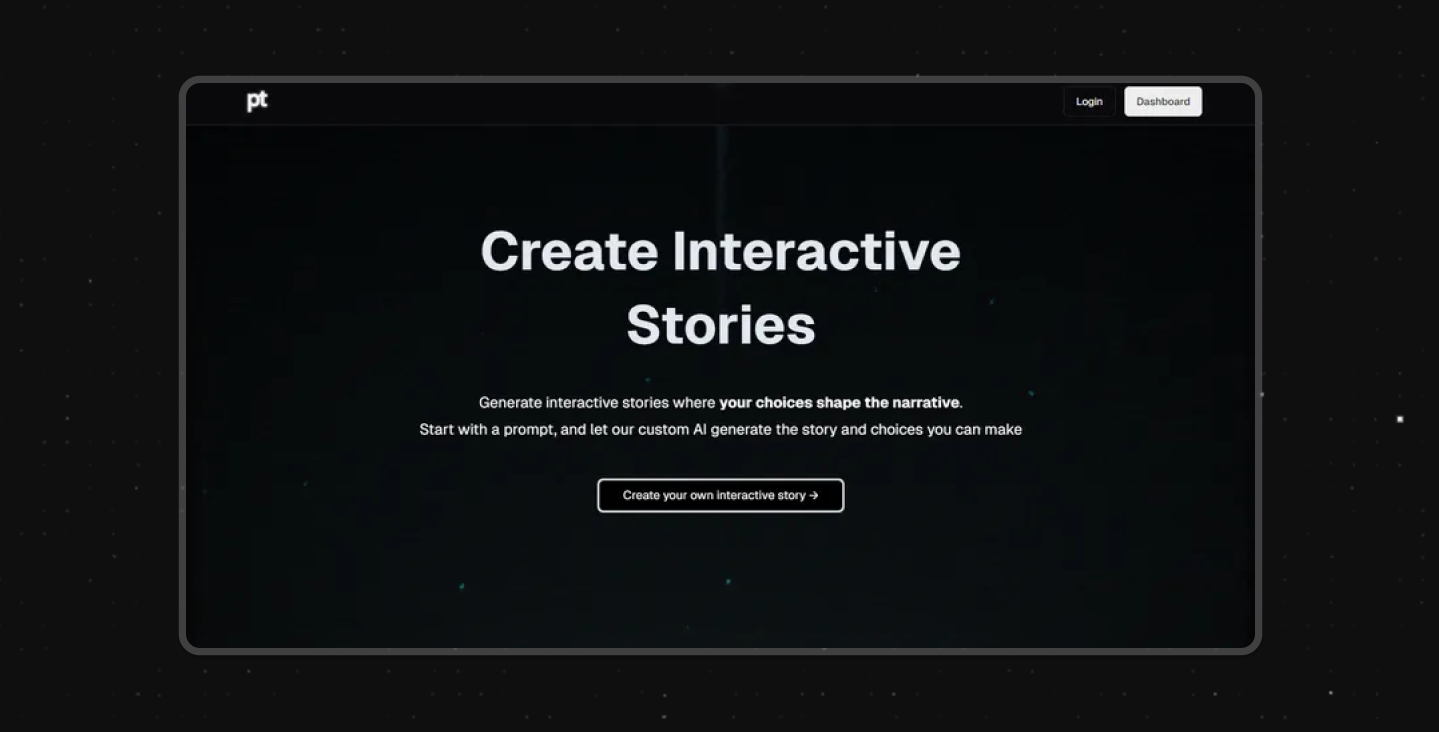 pt
Login
Dashboard
Create Interactive
Stories
Generate interactive stories where your choices shape the narrative.
Start with a prompt, and let our custom AI generate the story and choices you can make
Create your own interactive story →